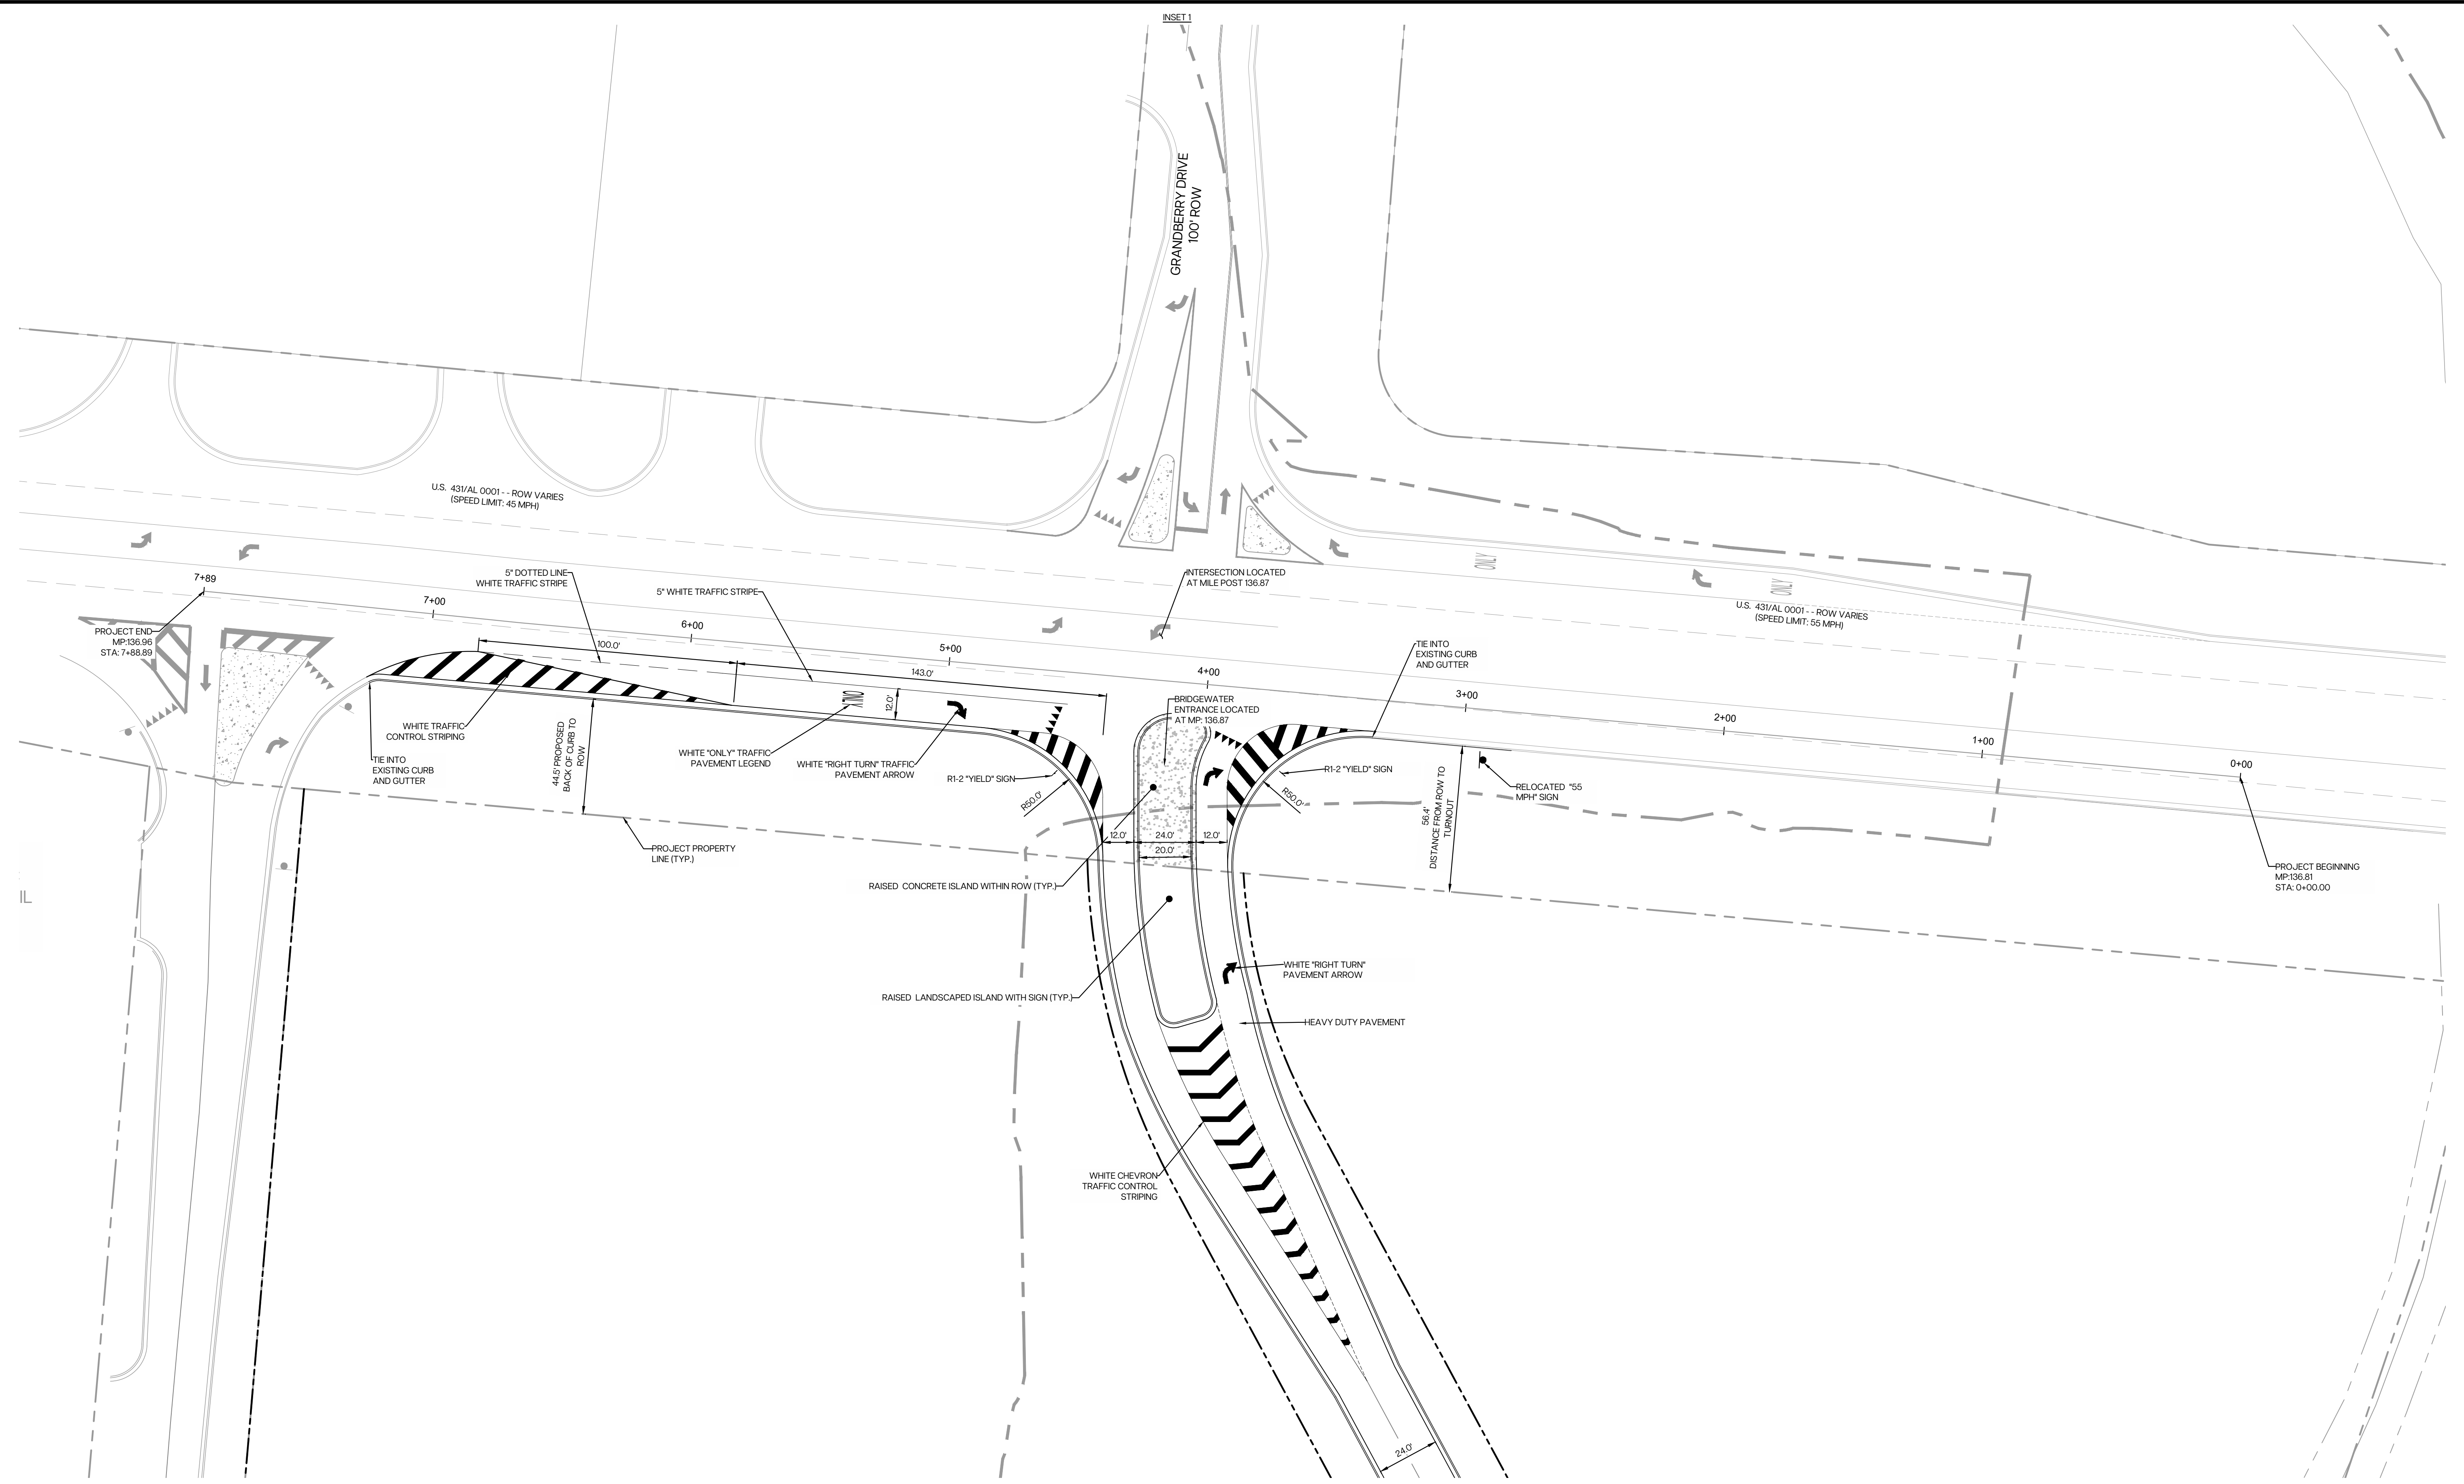 INSET 1
GRANDBERRY DRIVE
100' ROW
U.S. 431/AL 0001 - - ROW VARIES
(SPEED LIMIT: 45 MPH)
ONLY
ONLY
U.S. 431/AL 0001 - - ROW VARIES
(SPEED LIMIT: 55 MPH)
7+89
7+00
6+00
5+00
4+00
3+00
2+00
1+00
0+00
5" DOTTED LINE
WHITE TRAFFIC STRIPE
5" WHITE TRAFFIC STRIPE
INTERSECTION LOCATED
AT MILE POST 136.87
PROJECT END
MP:136.96
STA: 7+88.89
100.0'
143.0'
12.0'
ONLY
TIE INTO
EXISTING CURB
AND GUTTER
BRIDGEWATER
ENTRANCE LOCATED
AT MP: 136.87
WHITE TRAFFIC
CONTROL STRIPING
TIE INTO
EXISTING CURB
AND GUTTER
44.5' PROPOSED
BACK OF CURB TO
ROW
WHITE "ONLY" TRAFFIC
PAVEMENT LEGEND
WHITE "RIGHT TURN" TRAFFIC
PAVEMENT ARROW
R1-2 "YIELD" SIGN
R50.0'
R1-2 "YIELD" SIGN
R50.0'
RELOCATED "55
MPH" SIGN
56.4'
DISTANCE FROM ROW TO
TURNOUT
12.0'
24.0'
12.0'
20.0'
PROJECT PROPERTY
LINE (TYP.)
RAISED CONCRETE ISLAND WITHIN ROW (TYP.)
PROJECT BEGINNING
MP:136.81
STA: 0+00.00
IL
WHITE "RIGHT TURN"
PAVEMENT ARROW
RAISED LANDSCAPED ISLAND WITH SIGN (TYP.)
HEAVY DUTY PAVEMENT
WHITE CHEVRON
TRAFFIC CONTROL
STRIPING
24.0'